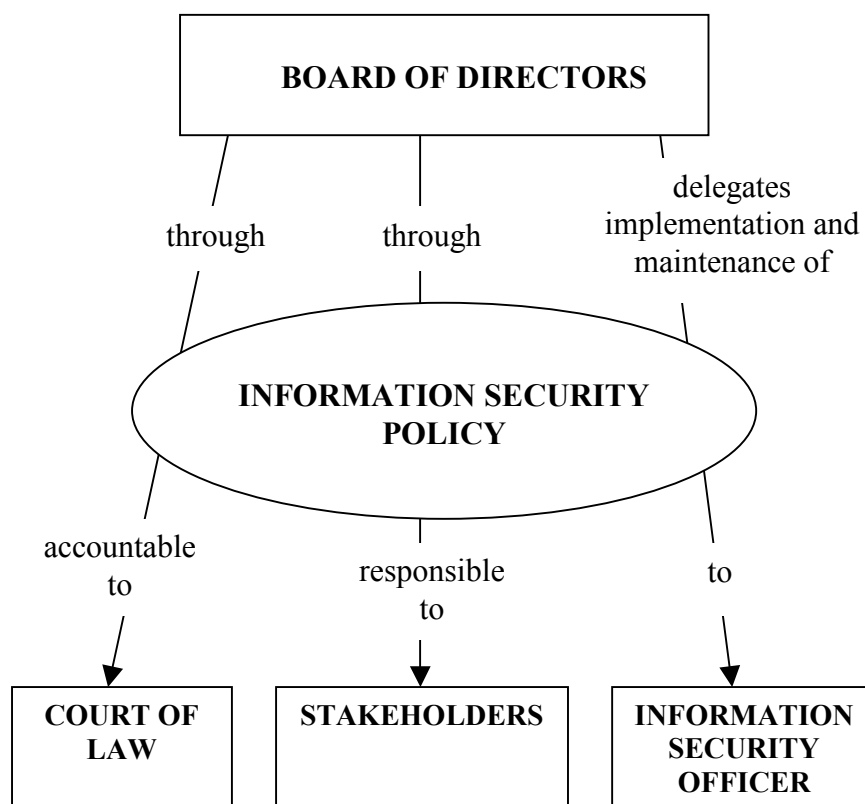 BOARD OF DIRECTORS
through
through
delegates
implementation and
maintenance of
INFORMATION SECURITY
POLICY
accountable
to
responsible
to
to
COURT OF
LAW
STAKEHOLDERS
INFORMATION
SECURITY
OFFICER